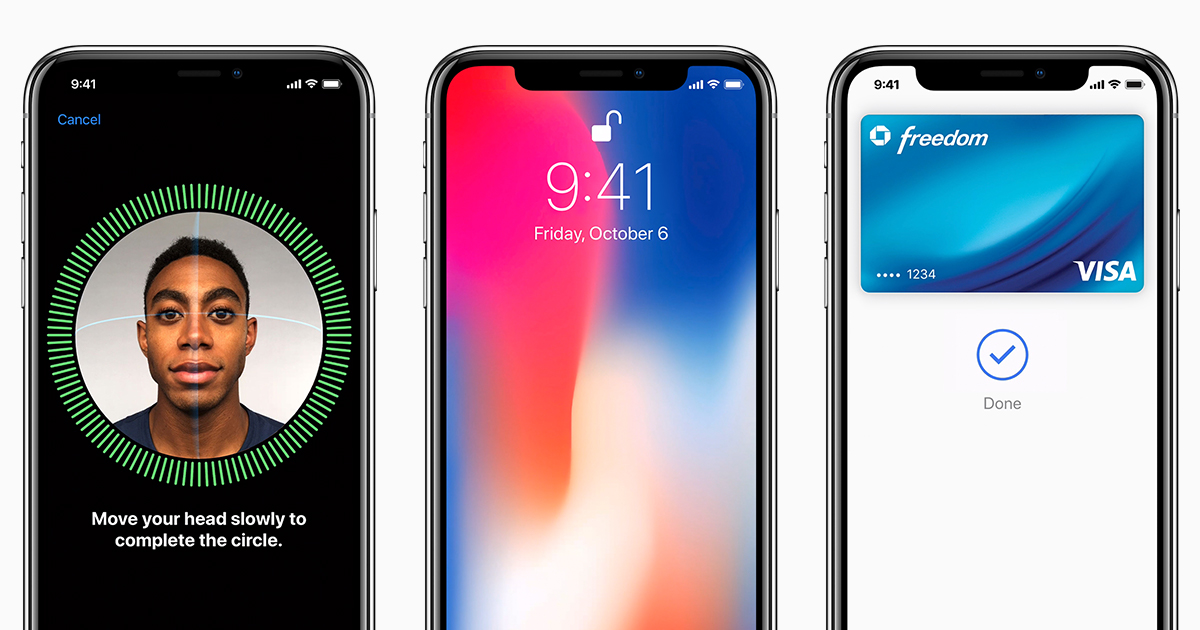 9:41
Cancel
Move your head slowly to
complete the circle.
9:41
Friday, October 6
9:41
freedom
•••• 1234
VISA
Done